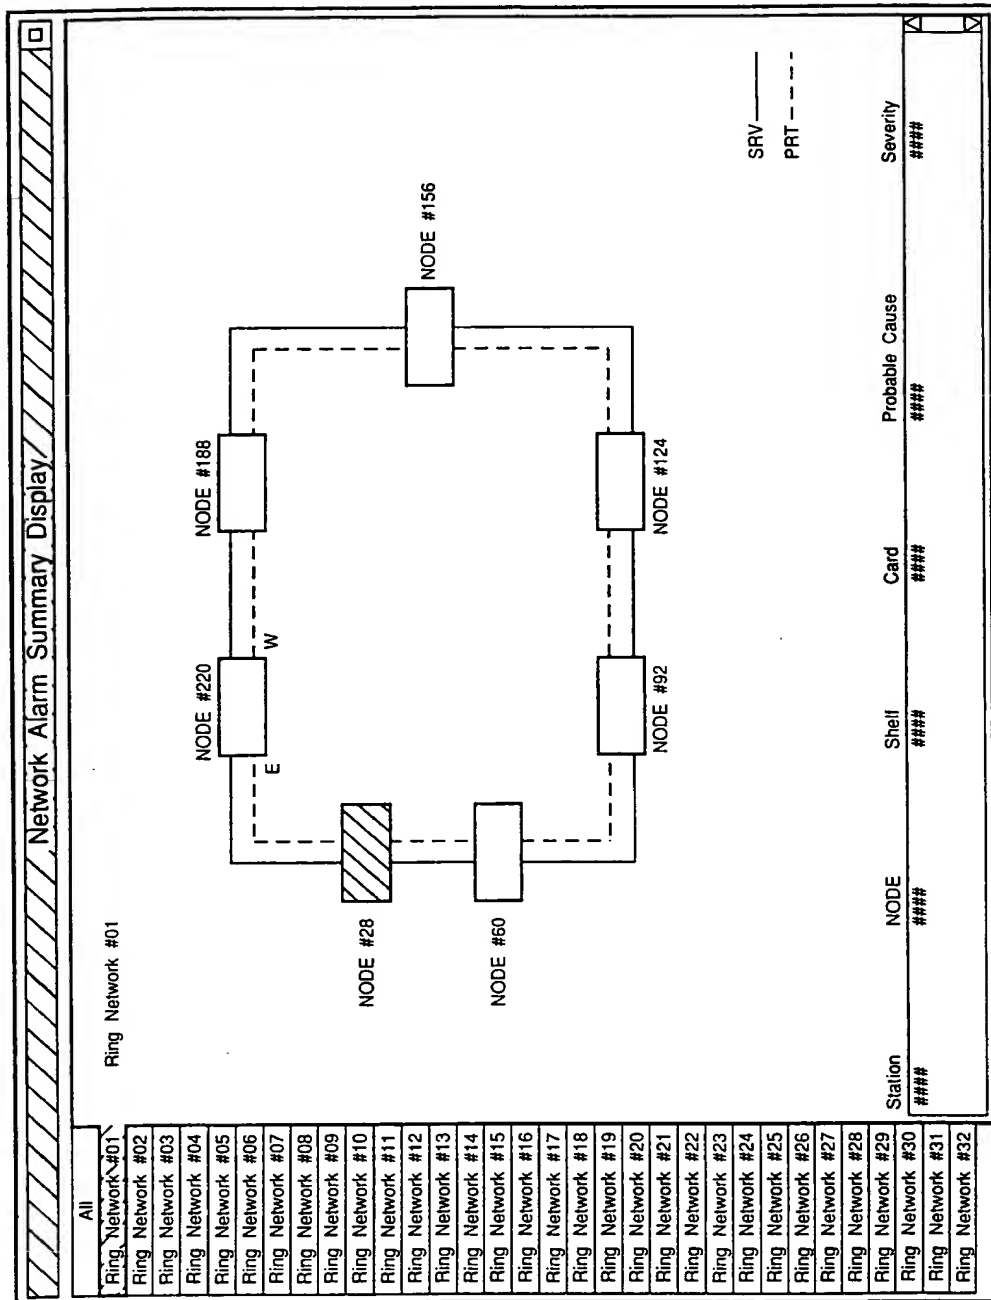 Network Alarm Summary Display
All
Ring Network #01
Ring Network #02
Ring Network #03
Ring Network #04
Ring Network #05
Ring Network #06
Ring Network #07
Ring Network #08
Ring Network #09
Ring Network #10
Ring Network #11
Ring Network #12
Ring Network #13
Ring Network #14
Ring Network #15
Ring Network #16
Ring Network #17
Ring Network #18
Ring Network #19
Ring Network #20
Ring Network #21
Ring Network #22
Ring Network #23
Ring Network #24
Ring Network #25
Ring Network #26
Ring Network #27
Ring Network #28
Ring Network #29
Ring Network #30
Ring Network #31
Ring Network #32
Ring Network #01
NODE #220
NODE #188
E
W
NODE #28
NODE #156
NODE #60
NODE #92
NODE #124
SRV
PRT
Station NODE Shelf Card Probable Cause Severity
#### #### #### #### #### ####